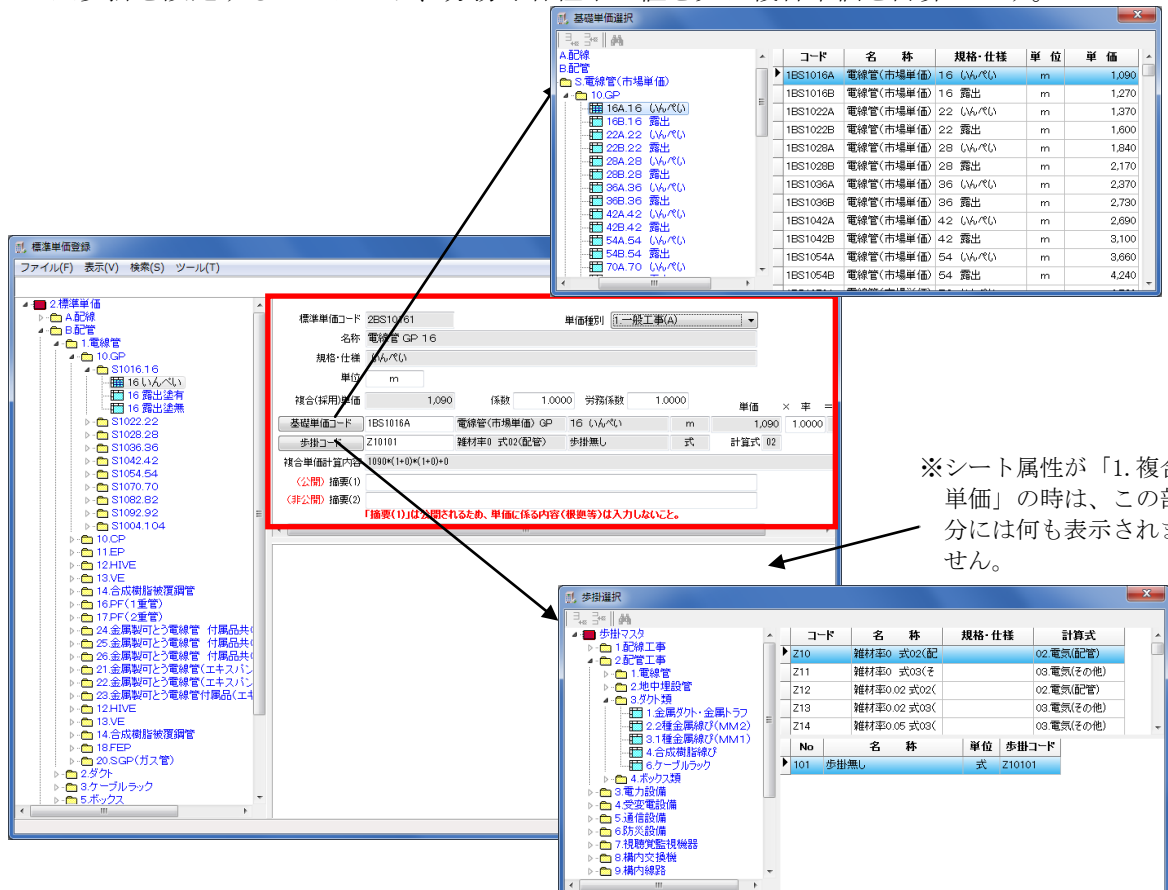 基礎単価選択
A.配線
B.配管
S.電線管(市場単価)
10.GP
16A.16 いんぺい
16B.16 露出
22A.22 いんぺい
22B.22 露出
28A.28 いんぺい
28B.28 露出
36A.36 いんぺい
36B.36 露出
42A.42 いんぺい
42B.42 露出
54A.54 いんぺい
54B.54 露出
70A.70 いんぺい
コード 名 称 規格・仕様 単 位 単 価
1BS1016A 電線管(市場単価) 16 いんぺい m 1,090
1BS1016B 電線管(市場単価) 16 露出 m 1,270
1BS1022A 電線管(市場単価) 22 いんぺい m 1,370
1BS1022B 電線管(市場単価) 22 露出 m 1,600
1BS1028A 電線管(市場単価) 28 いんぺい m 1,840
1BS1028B 電線管(市場単価) 28 露出 m 2,170
1BS1036A 電線管(市場単価) 36 いんぺい m 2,370
1BS1036B 電線管(市場単価) 36 露出 m 2,730
1BS1042A 電線管(市場単価) 42 いんぺい m 2,690
1BS1042B 電線管(市場単価) 42 露出 m 3,100
1BS1054A 電線管(市場単価) 54 いんぺい m 3,660
1BS1054B 電線管(市場単価) 54 露出 m 4,240
標準単価登録
ファイル(F) 表示(V) 検索(S) ツール(T)
2.標準単価
A.配線
B.配管
1.電線管
10.GP
S1016.16
16 いんぺい
16 露出塗有
16 露出塗無
S1022.22
S1028.28
S1036.36
S1042.42
S1054.54
S1070.70
S1082.82
S1092.92
S1004.104
10.CP
11.EP
12.HIVE
13.VE
14.合成樹脂被覆鋼管
16.PF(1重管)
17.PF(2重管)
24.金属製可とう電線管 付属品共(
25.金属製可とう電線管 付属品共(
26.金属製可とう電線管 付属品共(
21.金属製可とう電線管(エキスパン
22.金属製可とう電線管(エキスパン
23.金属製可とう電線管付属品(エキ
12.HIVE
13.VE
14.合成樹脂被覆鋼管
18.FEP
20.SGP(ガス管)
2.ダクト
3.ケーブルラック
5.ボックス
標準単価コード 2BS10161 単価種別 1.一般工事(A)
名称 電線管 GP 16
規格・仕様 いんぺい
単位 m
複合(採用)単価 1,090 係数 1.0000 労務係数 1.0000
単価 × 率 =
基礎単価コード 1BS1016A 電線管(市場単価) GP 16 いんぺい m 1,090 1.0000
歩掛コード Z10101 雑材率0 式02(配管) 歩掛無し 式 計算式 02
複合単価計算内容 1090*(1+0)*(1+0)+0
(公開) 摘要(1)
(非公開) 摘要(2)
「摘要(1)」は公開されるため、単価に係る内容(根拠等)は入力しないこと。
※シート属性が「1.複合
単価」の時は、この部
分には何も表示されま
せん。
歩掛選択
歩掛マスタ
1.配線工事
2.配管工事
1.電線管
2.地中埋設管
3.ダクト類
1.金属ダクト・金属トラフ
2.2種金属線ぴ(MM2)
3.1種金属線ぴ(MM1)
4.合成樹脂線ぴ
6.ケーブルラック
4.ボックス類
3.電力設備
4.受変電設備
5.通信設備
6.防災設備
7.視聴覚監視機器
8.構内交換機
9.構内線路
コード 名 称 規格・仕様 計算式
Z10 雑材率0 式02(配 02.電気(配管)
Z11 雑材率0 式03(そ 03.電気(その他)
Z12 雑材率0.02 式02( 02.電気(配管)
Z13 雑材率0.02 式03( 03.電気(その他)
Z14 雑材率0.05 式03( 03.電気(その他)
No 名 称 単位 歩掛コード
101 歩掛無し 式 Z10101